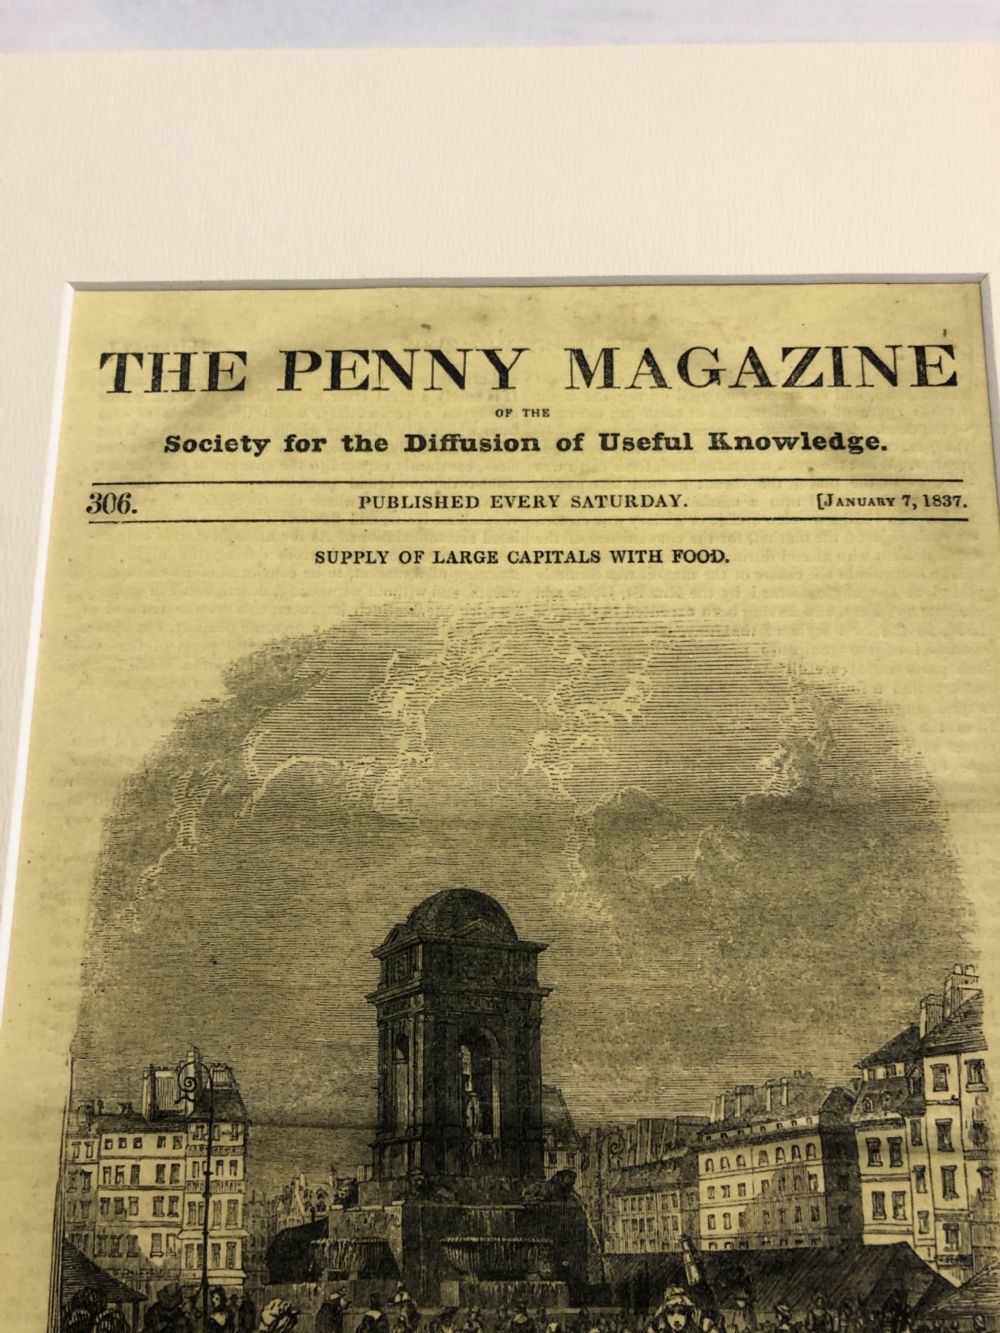 THE PENNY MAGAZINE
OF THE
Society for the Diffusion of Useful Knowledge.
306. PUBLISHED EVERY SATURDAY. [JANUARY 7, 1837.
SUPPLY OF LARGE CAPITALS WITH FOOD.